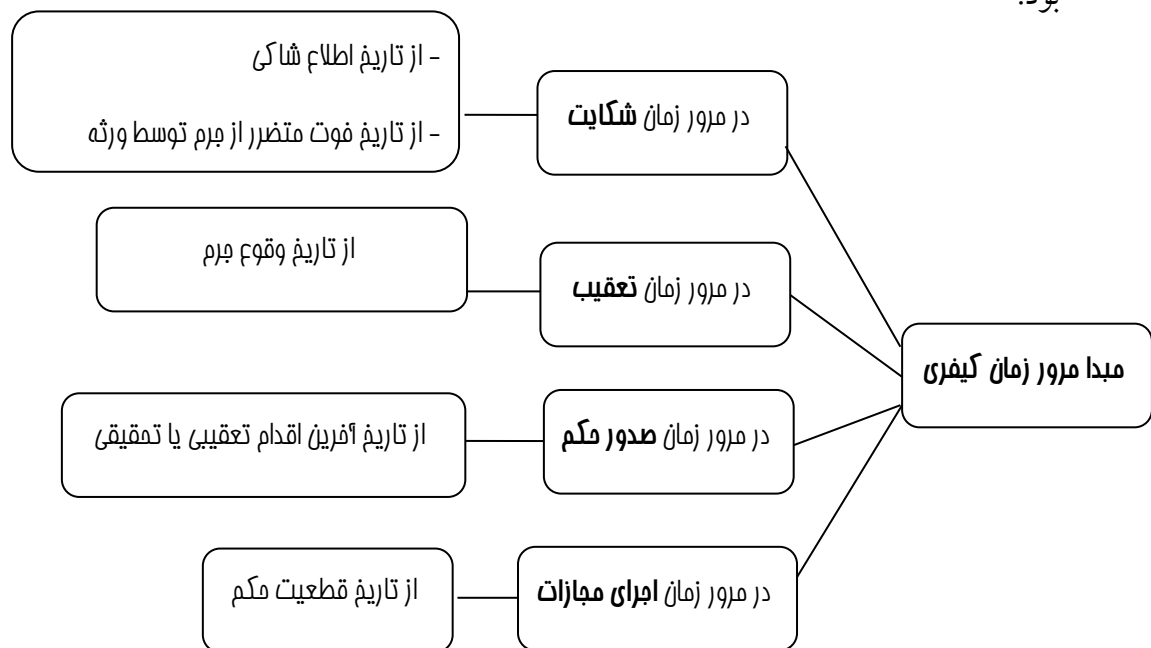 بود.
مبدا مرور زمان کیفری
در مرور زمان شکایت
- از تاریخ اطلاع شاکی
- از تاریخ فوت متضرر از جرم توسط ورثه
در مرور زمان تعقیب
از تاریخ وقوع جرم
در مرور زمان صدور حکم
از تاریخ آخرین اقدام تعقیبی یا تحقیقی
در مرور زمان اجرای مجازات
از تاریخ قطعیت حکم